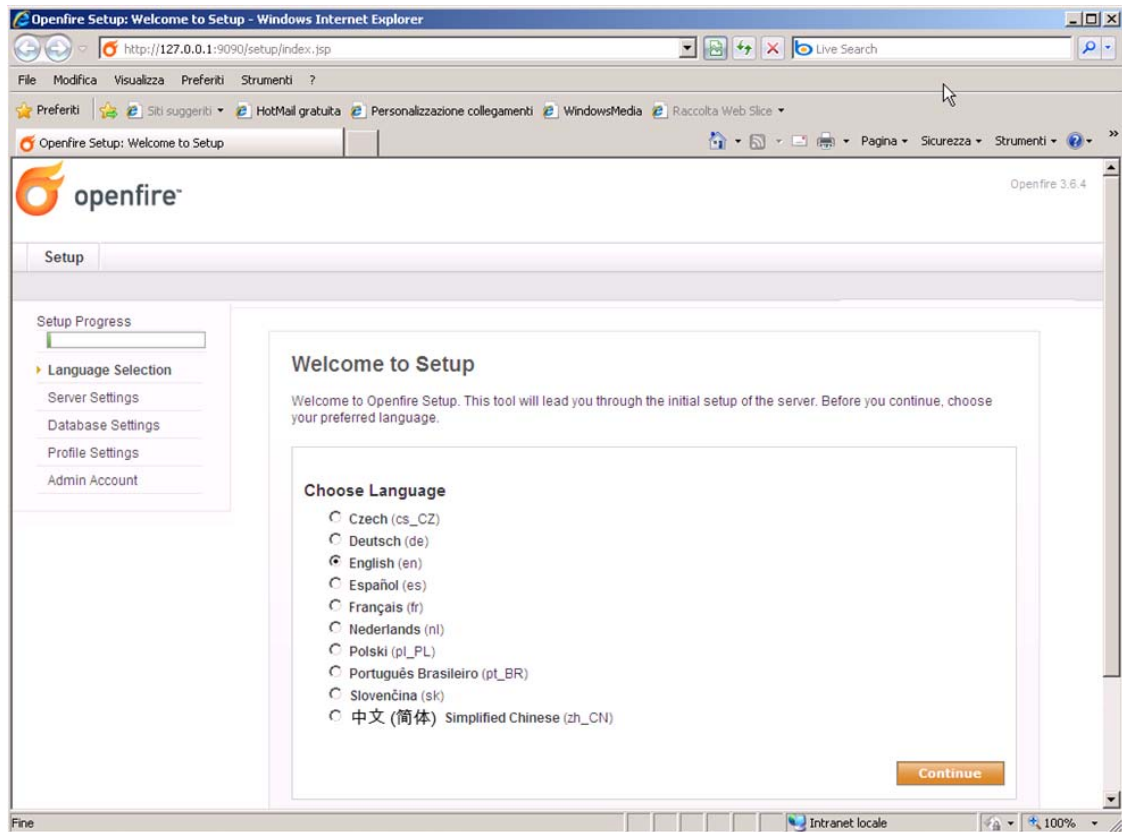 Openfire Setup: Welcome to Setup - Windows Internet Explorer
http://127.0.0.1:9090/setup/index.jsp
Live Search
File Modifica Visualizza Preferiti Strumenti ?
Preferiti Siti suggeriti HotMail gratuita Personalizzazione collegamenti WindowsMedia Raccolta Web Slice
Openfire Setup: Welcome to Setup
Pagina Sicurezza Strumenti »
openfire™
Openfire 3.6.4
Setup
Setup Progress
Language Selection
Server Settings
Database Settings
Profile Settings
Admin Account
Welcome to Setup
Welcome to Openfire Setup. This tool will lead you through the initial setup of the server. Before you continue, choose
your preferred language.
Choose Language
Czech (cs_CZ)
Deutsch (de)
English (en)
Español (es)
Français (fr)
Nederlands (nl)
Polski (pl_PL)
Português Brasileiro (pt_BR)
Slovenčina (sk)
中文 (简体) Simplified Chinese (zh_CN)
Continue
Fine
Intranet locale
100%